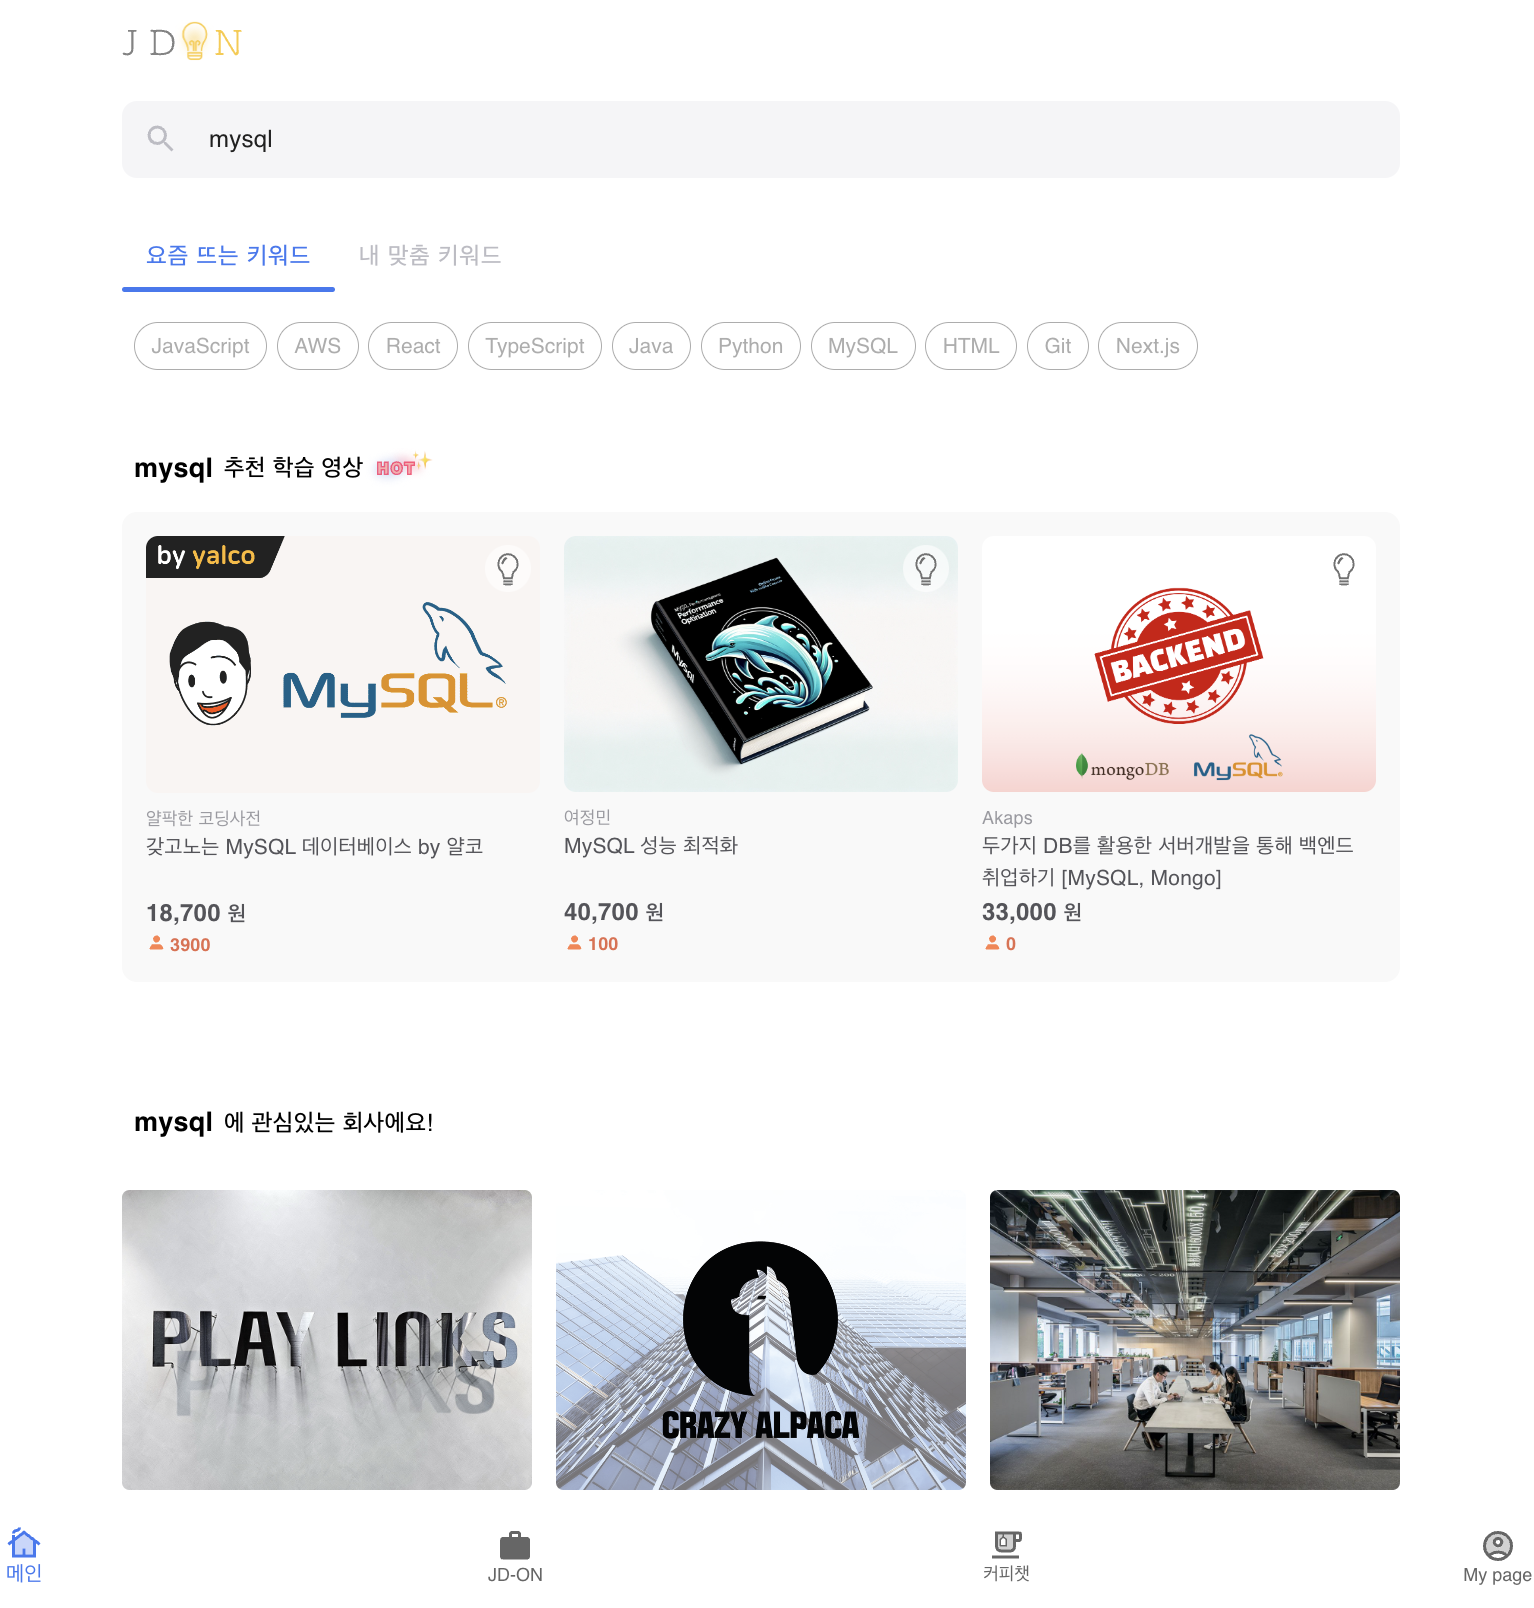 JDON
mysql
요즘 뜨는 키워드
내 맞춤 키워드
JavaScript
AWS
React
TypeScript
Java
Python
MySQL
HTML
Git
Next.js
mysql 추천 학습 영상 HOT
by yalco
MySQL®
얄팍한 코딩사전
갖고노는 MySQL 데이터베이스 by 얄코
18,700 원
3900
Perforrmance
Optination
MySQL
여정민
MySQL 성능 최적화
40,700 원
100
BACKEND
mongoDB
MySQL®
Akaps
두가지 DB를 활용한 서버개발을 통해 백엔드
취업하기 [MySQL, Mongo]
33,000 원
0
mysql 에 관심있는 회사에요!
PLAY LINKS
CRAZY ALPACA
메인
JD-ON
커피챗
My page